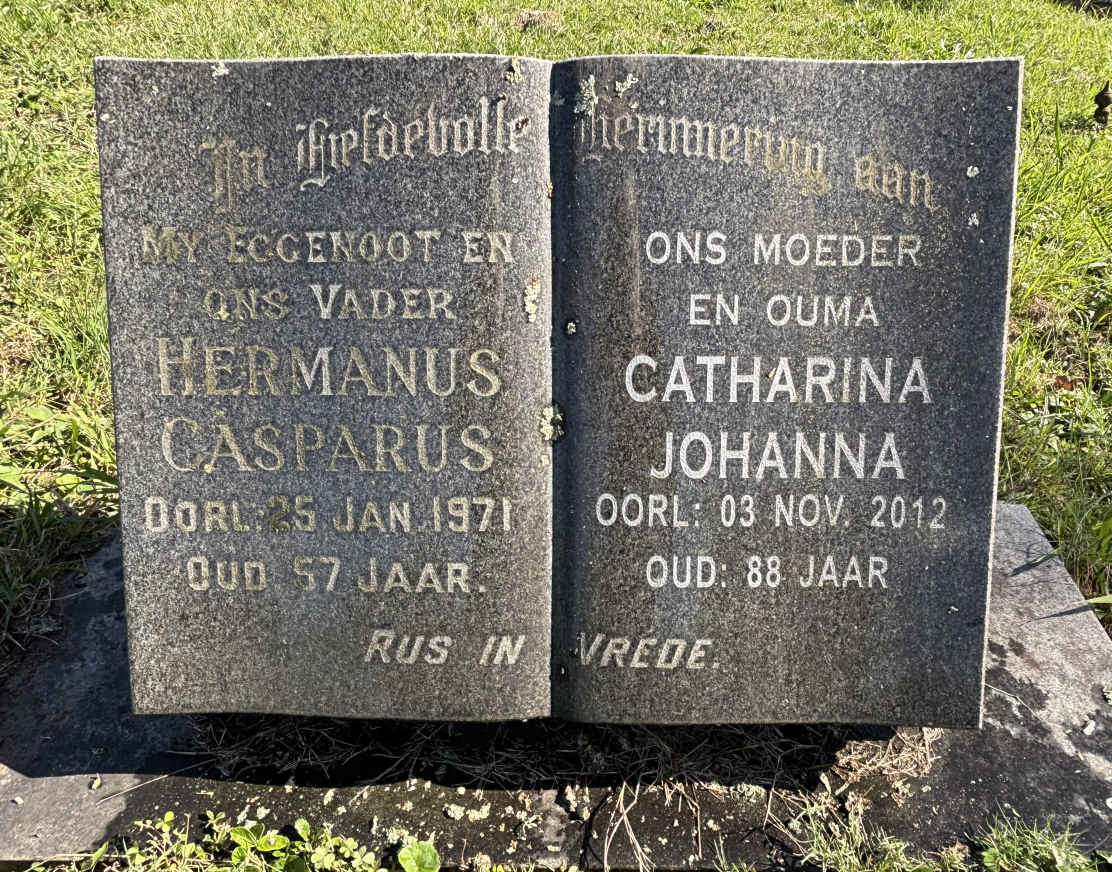 In Liefdevolle Herinnering aan
MY EGGENOOT EN
ONS VADER
HERMANUS
CASPARUS
OORL: 25 JAN. 1971
OUD 57 JAAR.
ONS MOEDER
EN OUMA
CATHARINA
JOHANNA
OORL: 03 NOV. 2012
OUD: 88 JAAR
RUS IN VREDE.